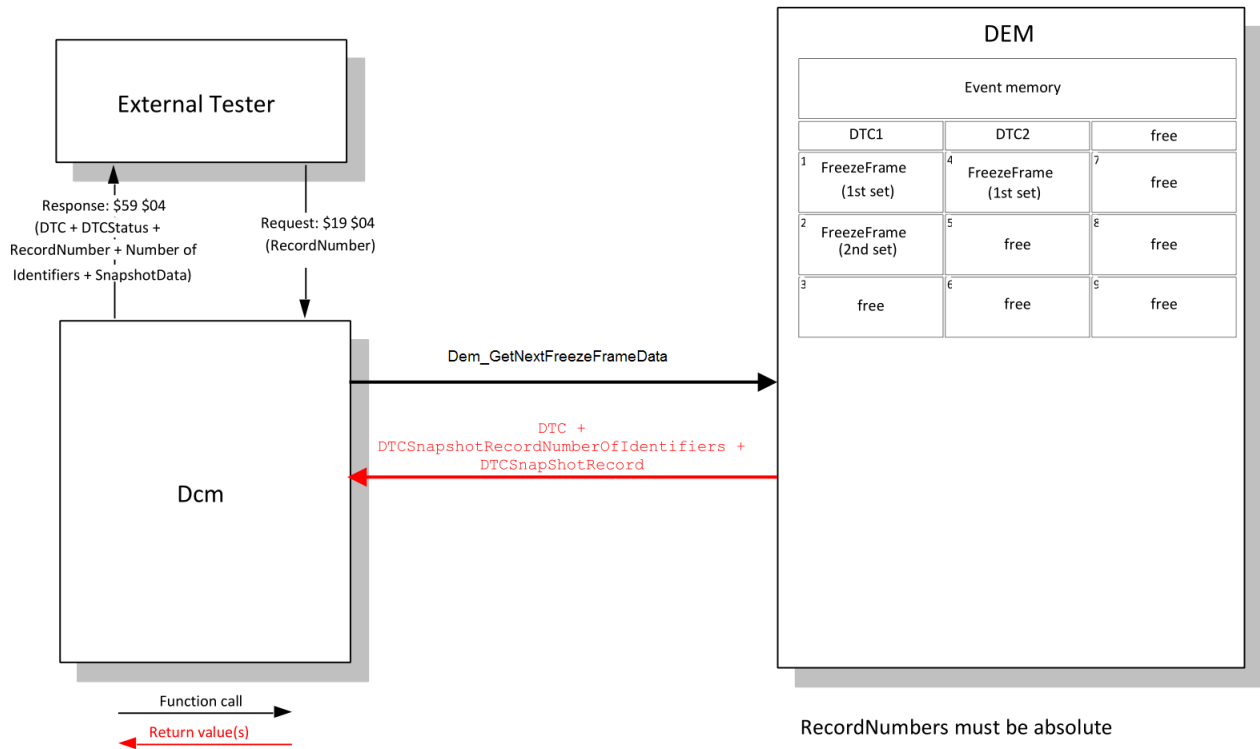 External Tester
Response: $59 $04
(DTC + DTCStatus +
RecordNumber + Number of
Identifiers + SnapshotData)
Request: $19 $04
(RecordNumber)
Dcm
Dem_GetNextFreezeFrameData
DTC +
DTCSnapshotRecordNumberOfIdentifiers +
DTCSnapShotRecord
Function call
Return value(s)
DEM
Event memory
DTC1
DTC2
free
1 FreezeFrame
(1st set)
4 FreezeFrame
(1st set)
7 free
2 FreezeFrame
(2nd set)
5 free
8 free
3 free
6 free
9 free
RecordNumbers must be absolute